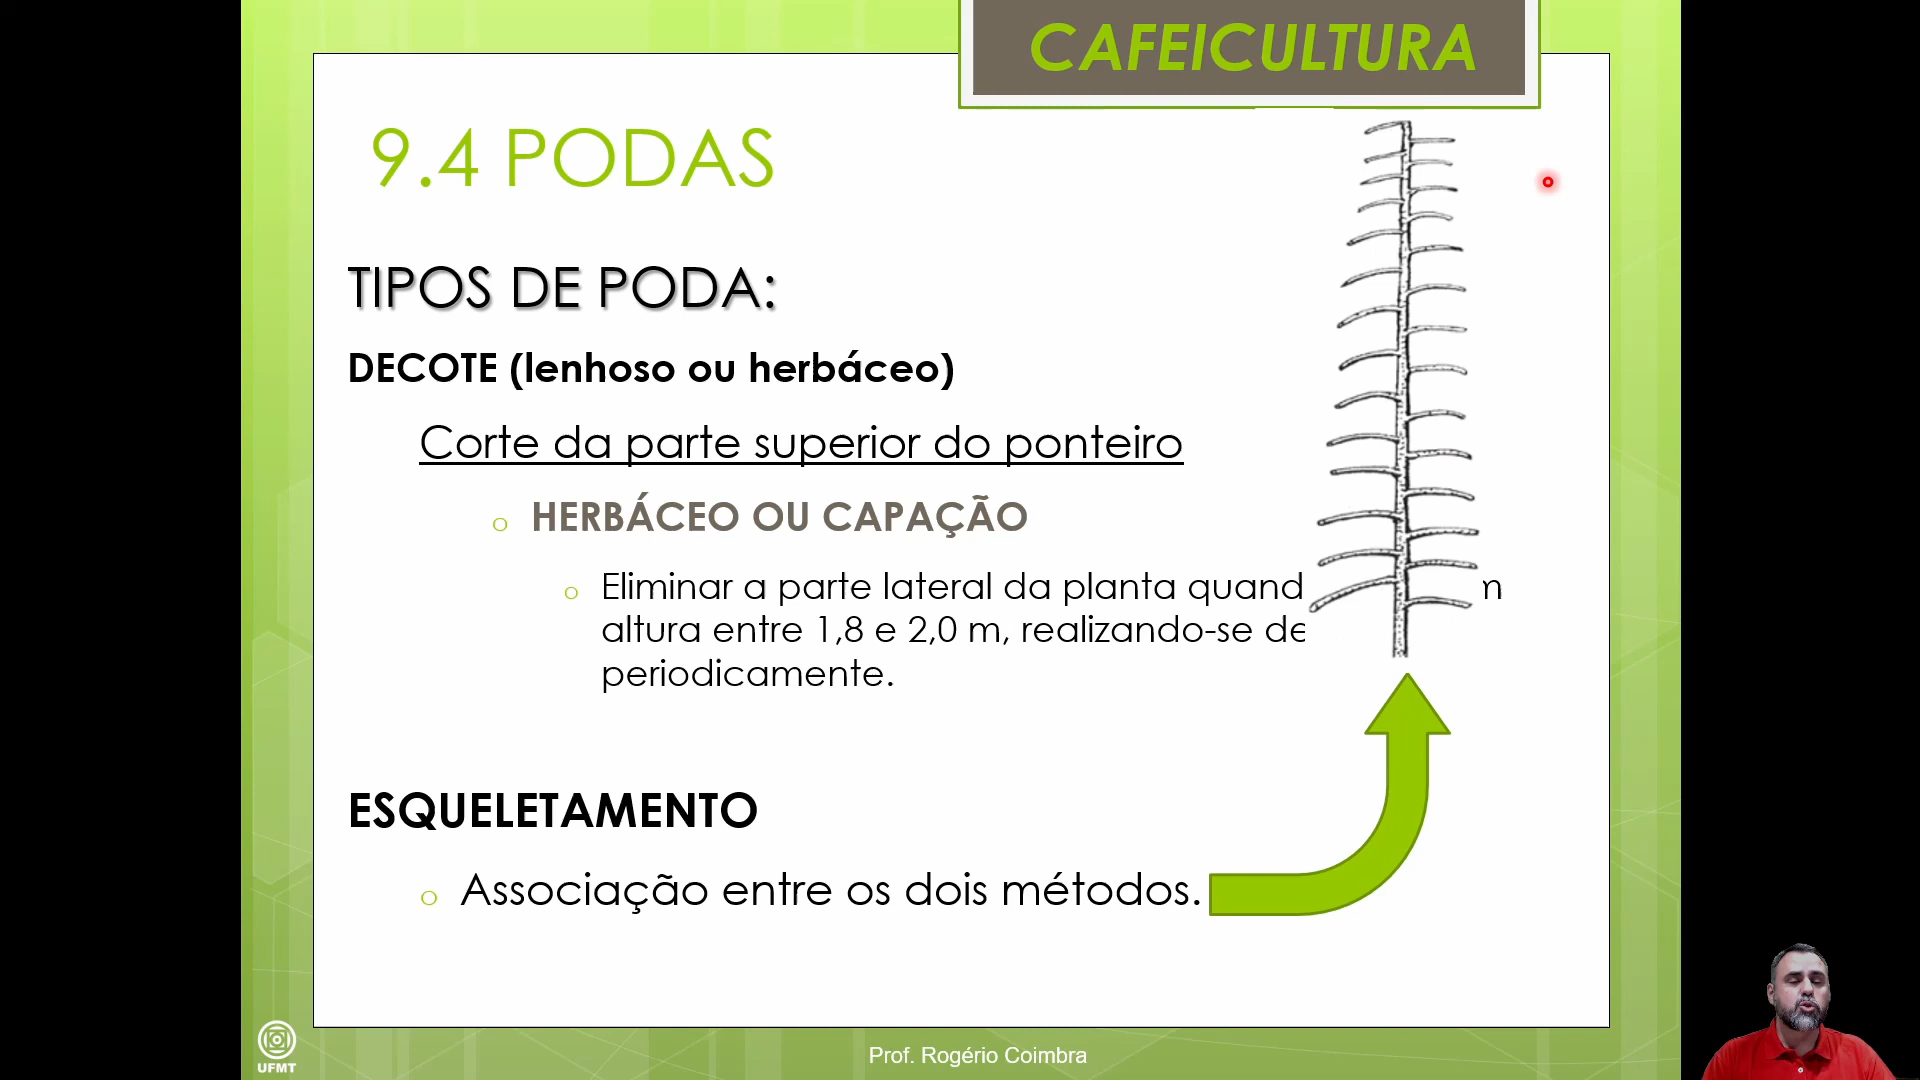 CAFEICULTURA
9.4 PODAS
TIPOS DE PODA:
DECOTE (lenhoso ou herbáceo)
Corte da parte superior do ponteiro
o HERBÁCEO OU CAPAÇÃO
o Eliminar a parte lateral da planta
altura entre 1,8 e 2,0 m, realizando-se
periodicamente.
ESQUELETAMENTO
o Associação entre os dois métodos.
UFMT
Prof. Rogério Coimbra